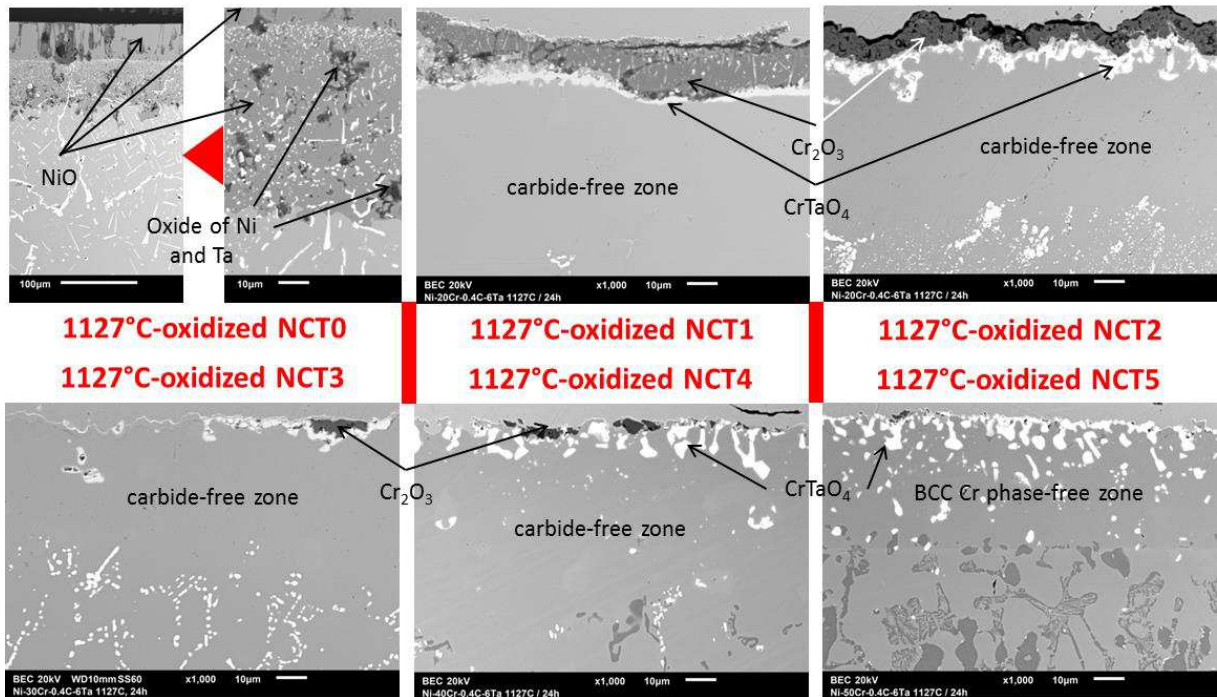 NiO
Oxide of Ni
and Ta
100µm
10µm
carbide-free zone
BEC 20kV x1,000 10µm
Ni-20Cr-0.4C-6Ta 1127C / 24h
Cr₂O₃
CrTaO₄
carbide-free zone
BEC 20kV x1,000 10µm
Ni-20Cr-0.4C-6Ta 1127C / 24h
1127°C-oxidized NCT0
1127°C-oxidized NCT1
1127°C-oxidized NCT2
1127°C-oxidized NCT3
1127°C-oxidized NCT4
1127°C-oxidized NCT5
carbide-free zone
Cr₂O₃
BEC 20kV WD10mm SS60 x1,000 10µm
Ni-30Cr-0.4C-6Ta 1127C, 24h
carbide-free zone
CrTaO₄
BEC 20kV x1,000 10µm
Ni-40Cr-0.4C-6Ta 1127C, 24h
BCC Cr phase-free zone
BEC 20kV x1,000 10µm
Ni-50Cr-0.4C-6Ta 1127C, 24h